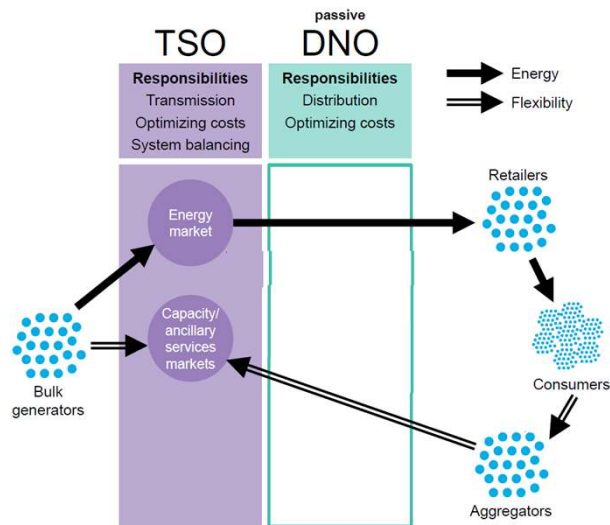 passive
TSO
DNO
Responsibilities
Transmission
Optimizing costs
System balancing
Responsibilities
Distribution
Optimizing costs
Energy
Flexibility
Retailers
Energy
market
Capacity/
ancillary
services
markets
Bulk
generators
Consumers
Aggregators